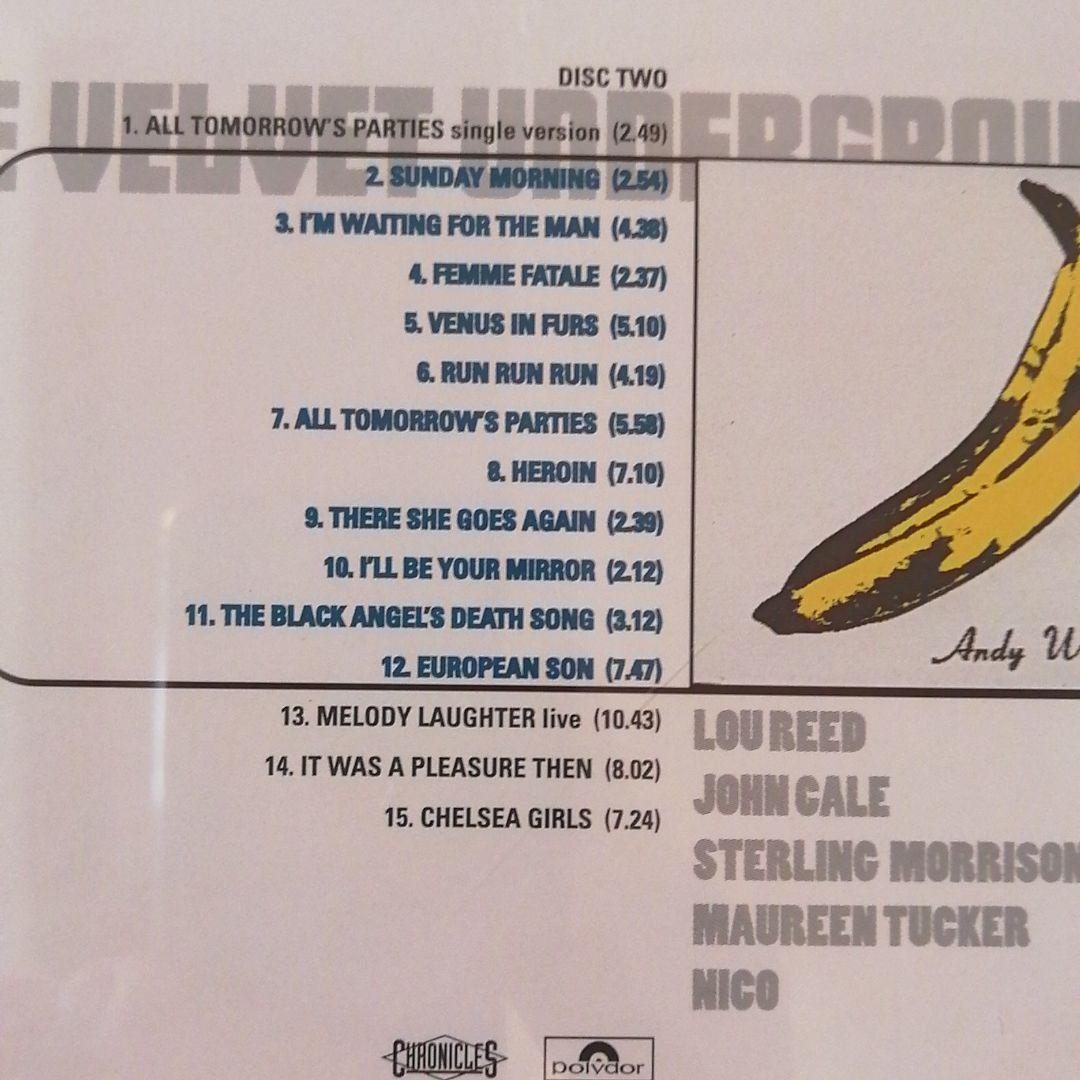 DISC TWO
VELVET
1. ALL TOMORROW'S PARTIES single version (2.49)
2. SUNDAY MORNING (2.54)
3. I'M WAITING FOR THE MAN (4.38)
4. FEMME FATALE (2.37)
5. VENUS IN FURS (5.10)
6. RUN RUN RUN (4.19)
7. ALL TOMORROW'S PARTIES (5.58)
8. HEROIN (7.10)
9. THERE SHE GOES AGAIN (2.39)
10. I'LL BE YOUR MIRROR (2.12)
11. THE BLACK ANGEL'S DEATH SONG (3.12)
12. EUROPEAN SON (7.47)
Andy W
13. MELODY LAUGHTER live (10.43)
14. IT WAS A PLEASURE THEN (8.02)
15. CHELSEA GIRLS (7.24)
LOU REED
JOHN CALE
STERLING MORRISON
MAUREEN TUCKER
NICO
CHRONICLES
polydor